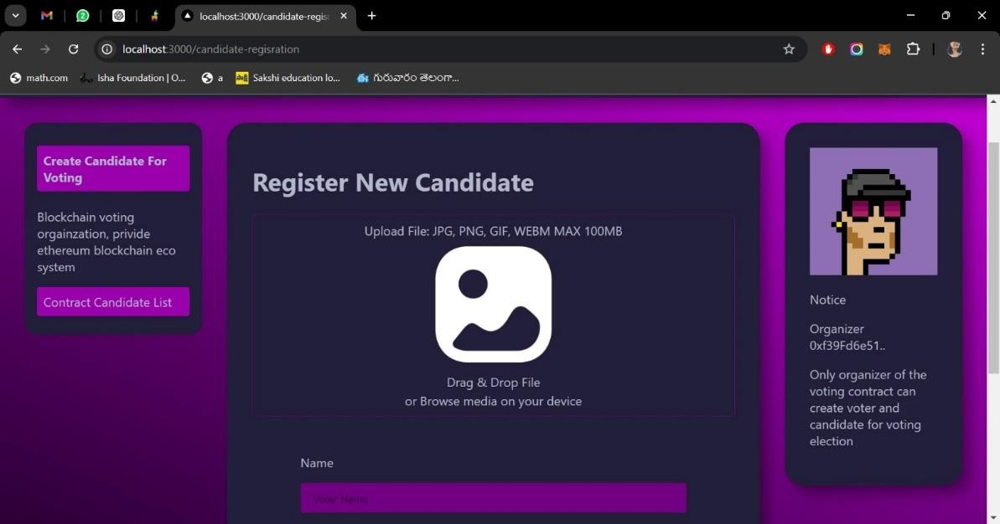 2
localhost:3000/candidate-regis
localhost:3000/candidate-regisration
math.com
Isha Foundation | O...
a
Sakshi education lo...
గురువారం తెలంగా...
Create Candidate For
Voting
Blockchain voting
orgainzation, privide
ethereum blockchain eco
system
Contract Candidate List
Register New Candidate
Upload File: JPG, PNG, GIF, WEBM MAX 100MB
Drag & Drop File
or Browse media on your device
Name
Voter Name
Notice
Organizer
0xf39Fd6e51..
Only organizer of the
voting contract can
create voter and
candidate for voting
election